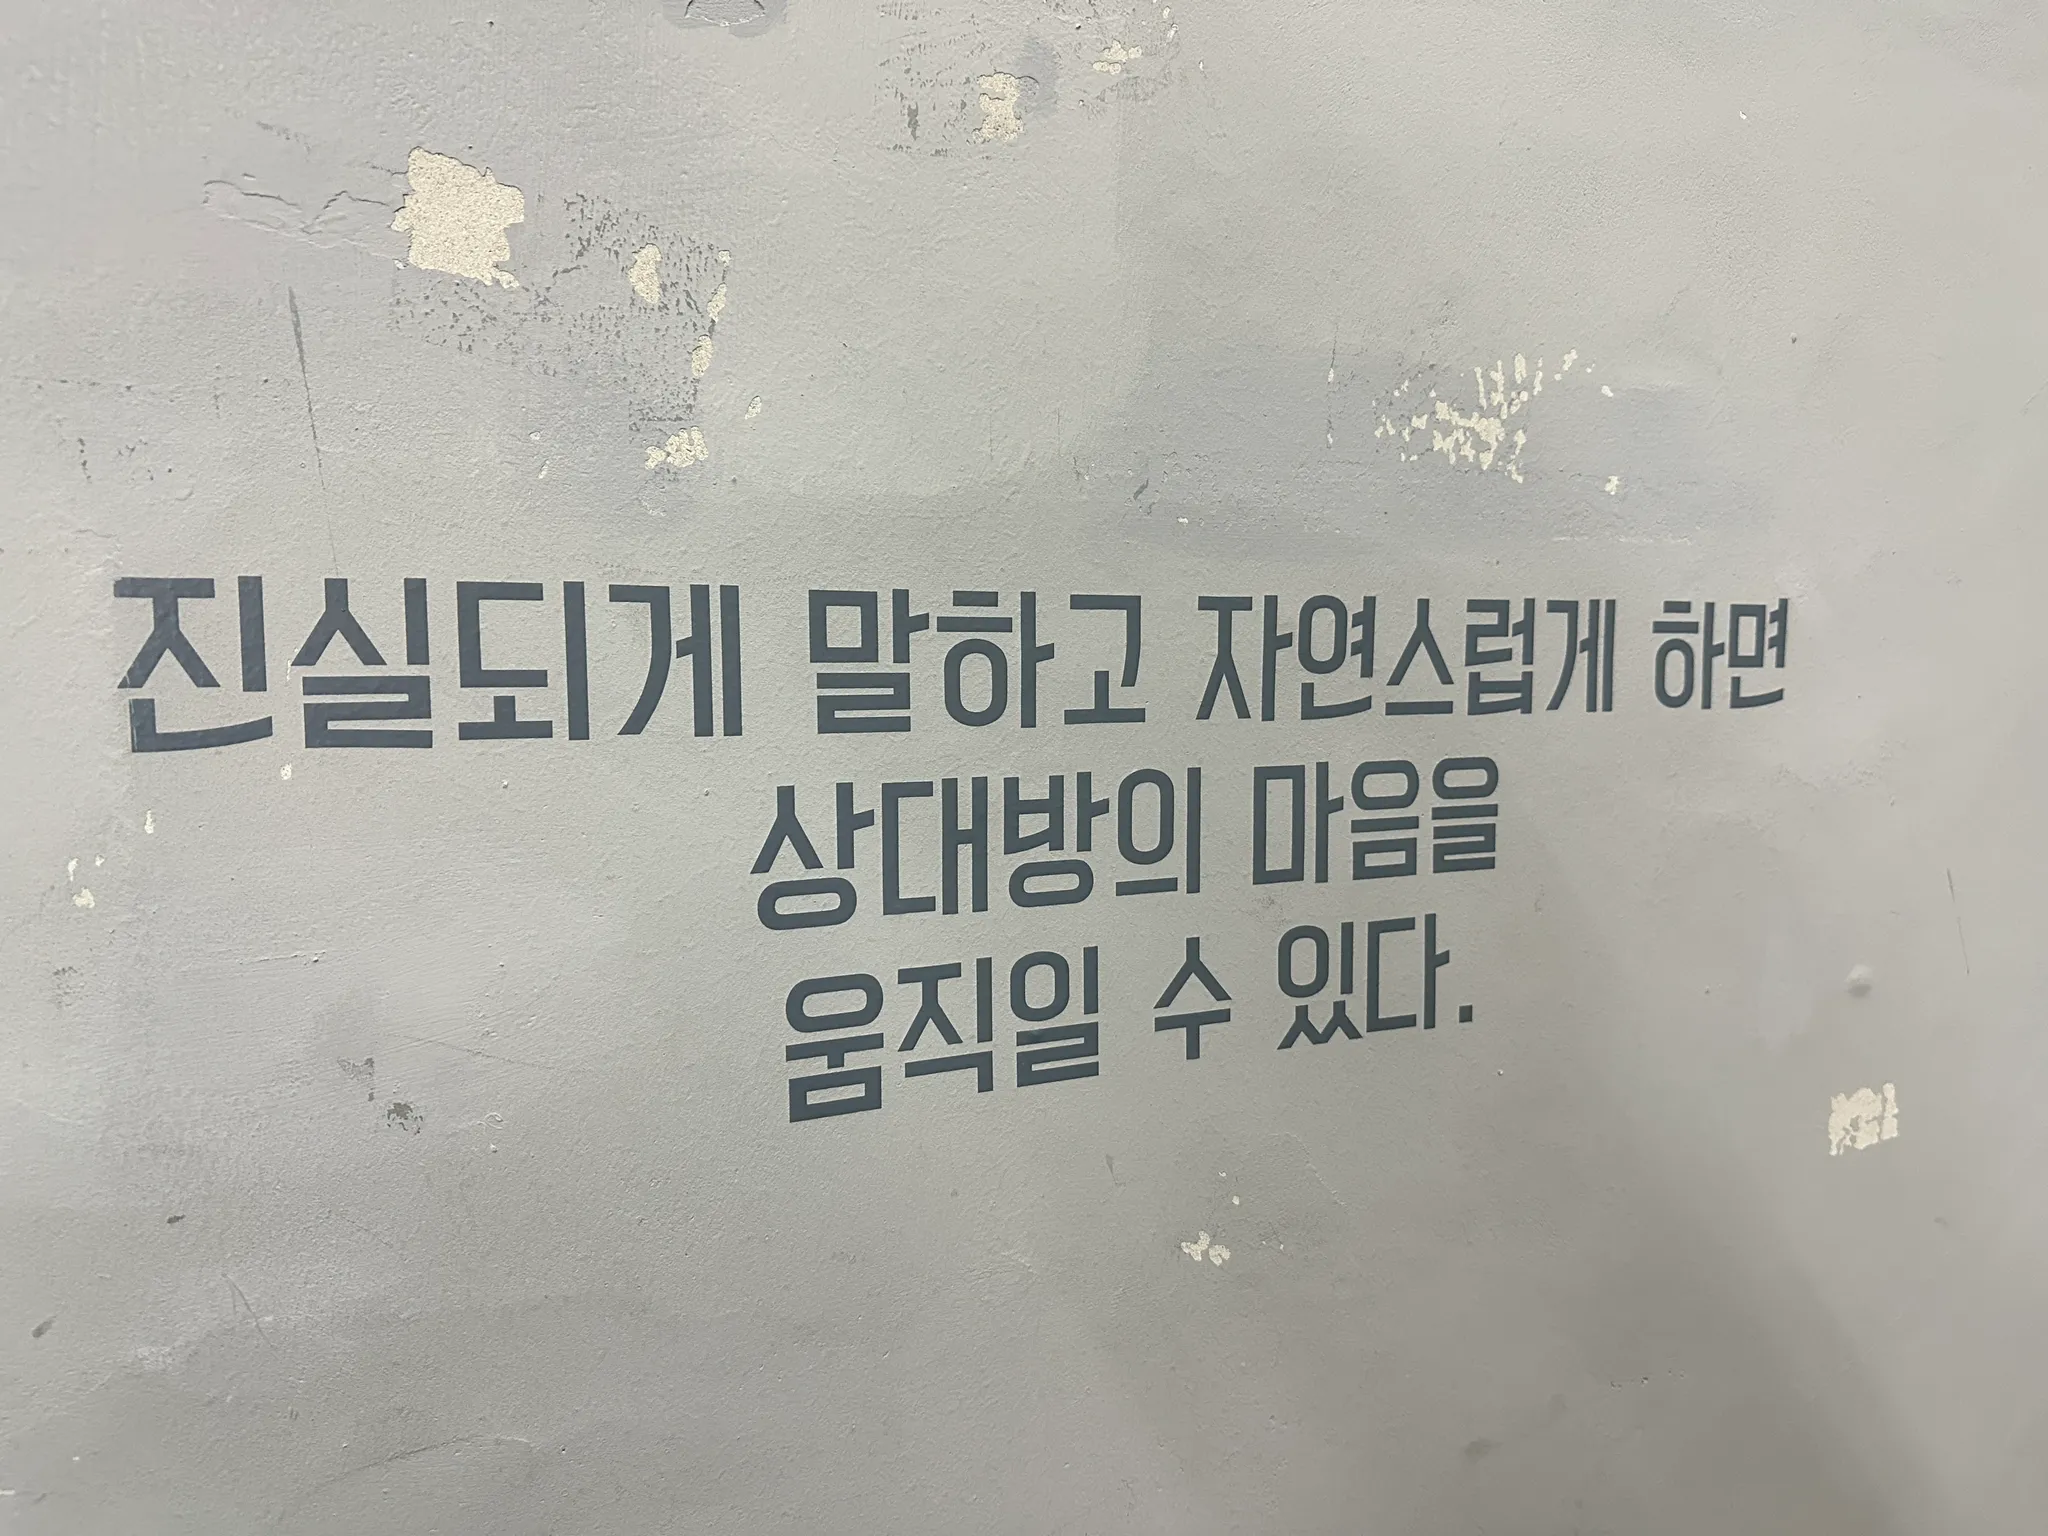 진실되게 말하고 자연스럽게 하면
상대방의 마음을
움직일 수 있다.